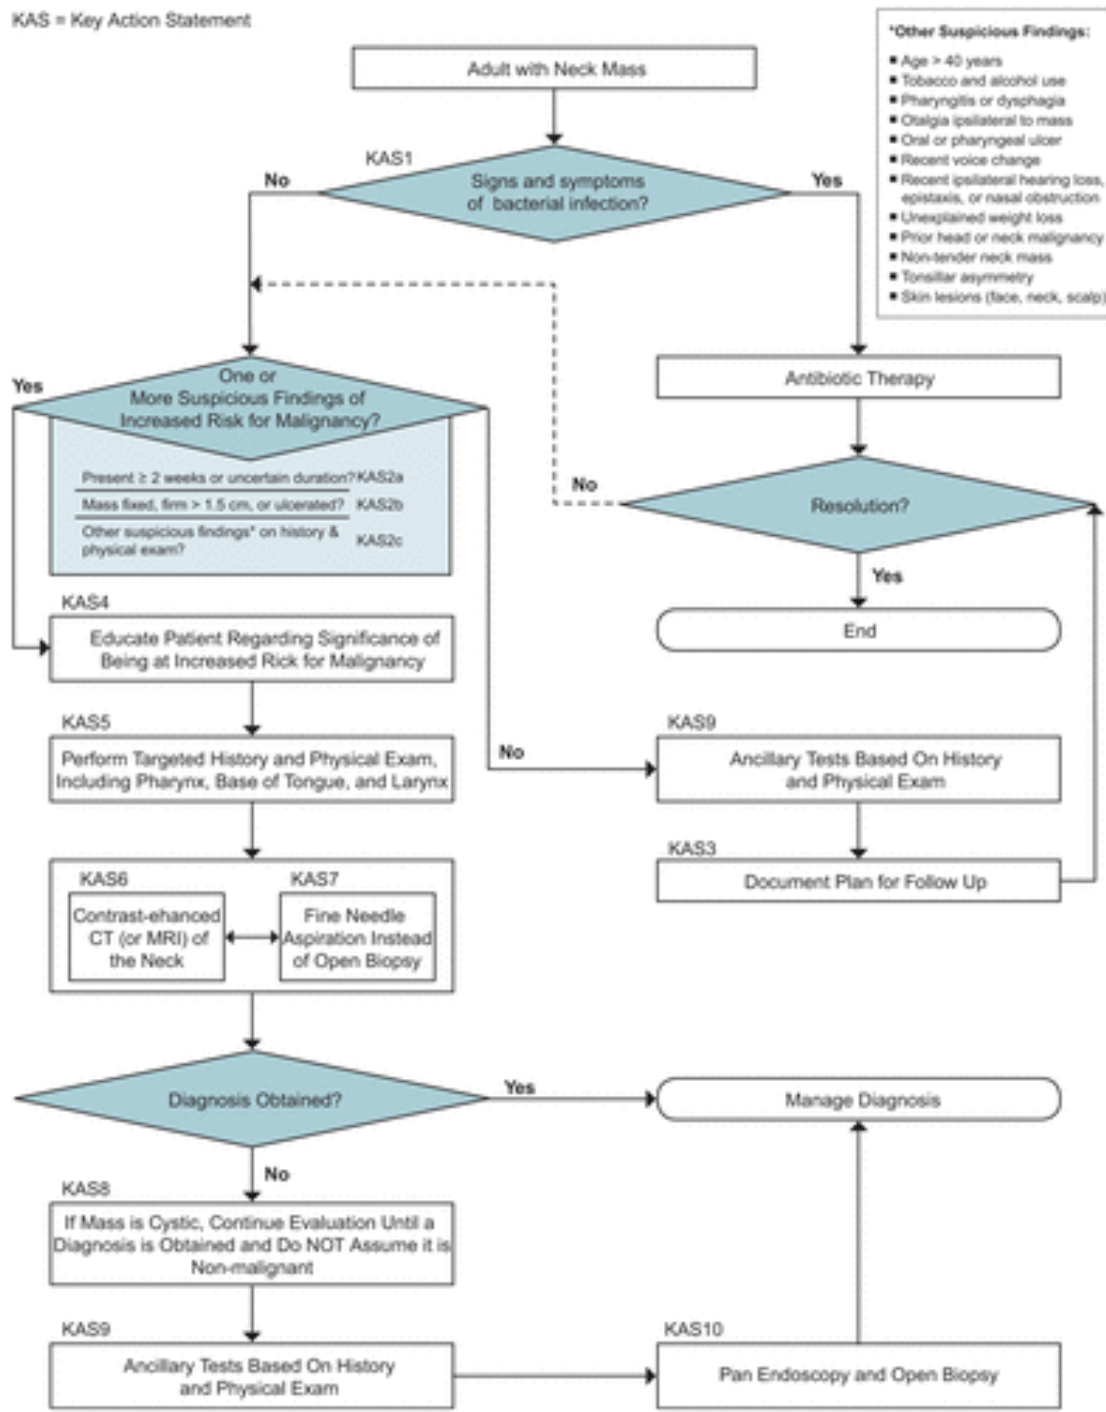 KAS = Key Action Statement
*Other Suspicious Findings:
▪ Age > 40 years
▪ Tobacco and alcohol use
▪ Pharyngitis or dysphagia
▪ Otalgia ipsilateral to mass
▪ Oral or pharyngeal ulcer
▪ Recent voice change
▪ Recent ipsilateral hearing loss,
epistaxis, or nasal obstruction
▪ Unexplained weight loss
▪ Prior head or neck malignancy
▪ Non-tender neck mass
▪ Tonsillar asymmetry
▪ Skin lesions (face, neck, scalp)
Adult with Neck Mass
KAS1
Signs and symptoms
of bacterial infection?
No
Yes
Antibiotic Therapy
Resolution?
No
Yes
End
One or
More Suspicious Findings of
Increased Risk for Malignancy?
Yes
Present ≥ 2 weeks or uncertain duration? KAS2a
Mass fixed, firm > 1.5 cm, or ulcerated? KAS2b
Other suspicious findings* on history &
physical exam?
KAS2c
No
KAS4
Educate Patient Regarding Significance of
Being at Increased Rick for Malignancy
KAS5
Perform Targeted History and Physical Exam,
Including Pharynx, Base of Tongue, and Larynx
KAS9
Ancillary Tests Based On History
and Physical Exam
KAS3
Document Plan for Follow Up
KAS6
Contrast-ehanced
CT (or MRI) of
the Neck
KAS7
Fine Needle
Aspiration Instead
of Open Biopsy
Diagnosis Obtained?
Yes
Manage Diagnosis
No
KAS8
If Mass is Cystic, Continue Evaluation Until a
Diagnosis is Obtained and Do NOT Assume it is
Non-malignant
KAS9
Ancillary Tests Based On History
and Physical Exam
KAS10
Pan Endoscopy and Open Biopsy